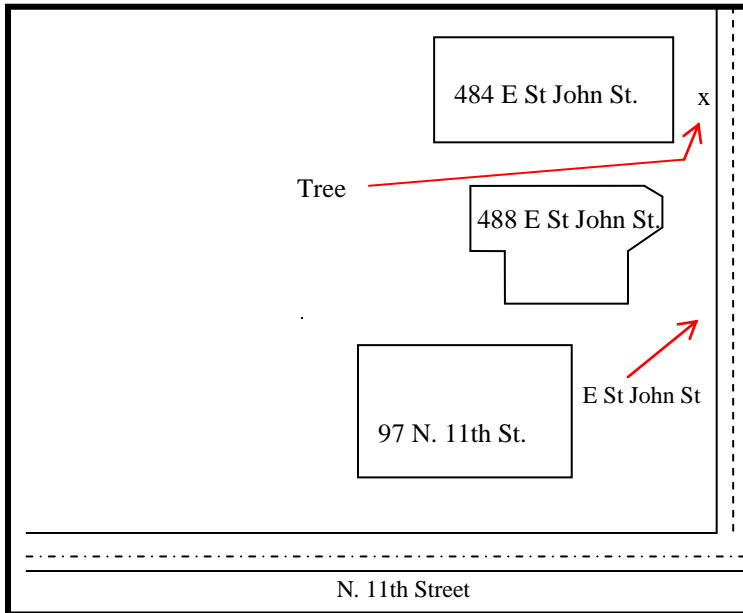 484 E St John St.
x
Tree
488 E St John St.
E St John St
97 N. 11th St.
N. 11th Street